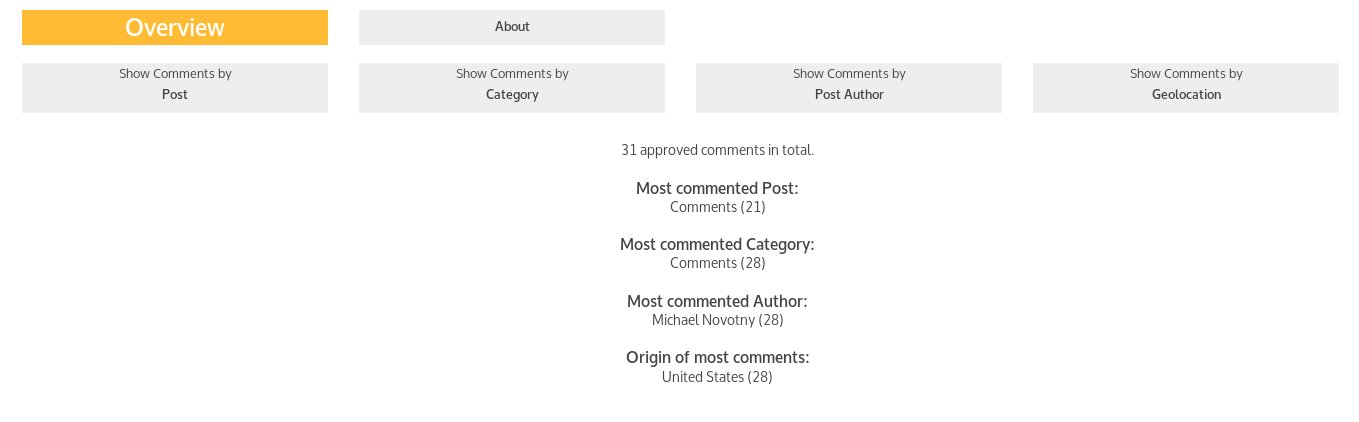 Overview
About
Show Comments by
Post
Show Comments by
Category
Show Comments by
Post Author
Show Comments by
Geolocation
31 approved comments in total.
Most commented Post:
Comments (21)
Most commented Category:
Comments (28)
Most commented Author:
Michael Novotny (28)
Origin of most comments:
United States (28)